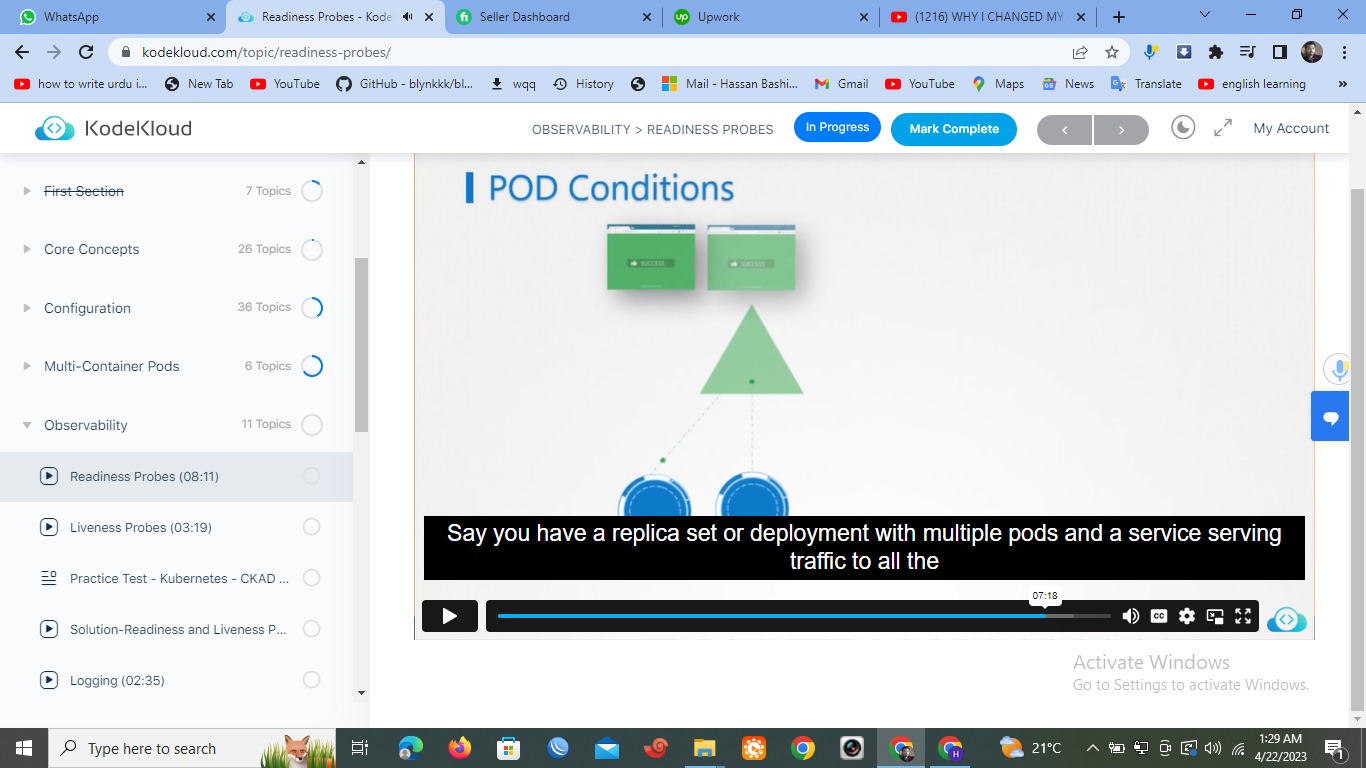 WhatsApp
Readiness Probes - Kode
Seller Dashboard
Upwork
(1216) WHY I CHANGED MY
kodekloud.com/topic/readiness-probes/
how to write urdu i...
New Tab
YouTube
GitHub - blynkkk/bl...
wqq
History
Mail - Hassan Bashi...
Gmail
YouTube
Maps
News
Translate
english learning
»
KodeKloud
OBSERVABILITY > READINESS PROBES
In Progress
Mark Complete
My Account
First Section
7 Topics
Core Concepts
26 Topics
Configuration
36 Topics
Multi-Container Pods
6 Topics
Observability
11 Topics
Readiness Probes (08:11)
Liveness Probes (03:19)
Practice Test - Kubernetes - CKAD ...
Solution-Readiness and Liveness P...
Logging (02:35)
POD Conditions
SUCCESS
SUCCESS
Say you have a replica set or deployment with multiple pods and a service serving
traffic to all the
07:18
CC
Activate Windows
Go to Settings to activate Windows.
Type here to search
H
21°C
1:29 AM
4/22/2023
1